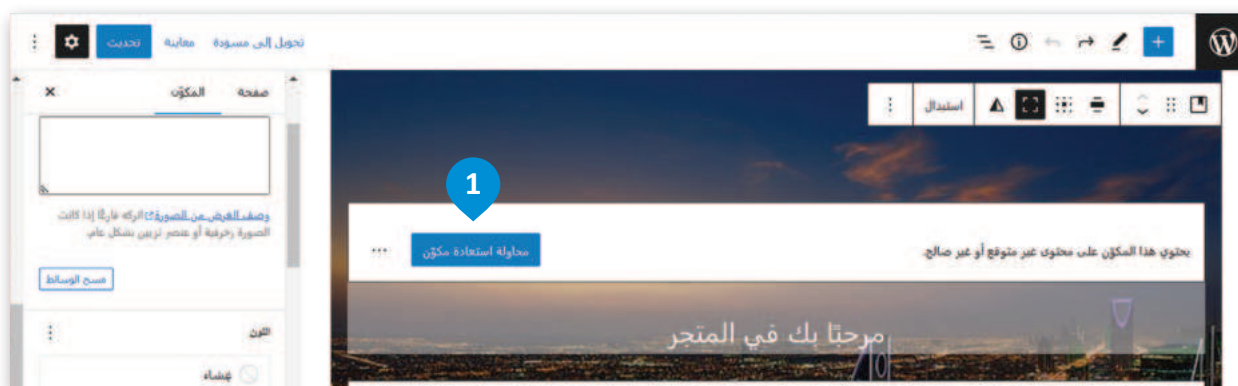 تحويل إلى مسودة
معاينة
تحديث
استبدال
صفحة
المكوّن
وصف الغرض من الصورة اتركه فارغًا إذا كانت
الصورة زخرفية أو عنصر تزيين بشكل عام.
مسح الوسائط
اللون
غشاء
1
يحتوي هذا المكوّن على محتوى غير متوقع أو غير صالح.
محاولة استعادة مكوّن
مرحبًا بك في المتجر